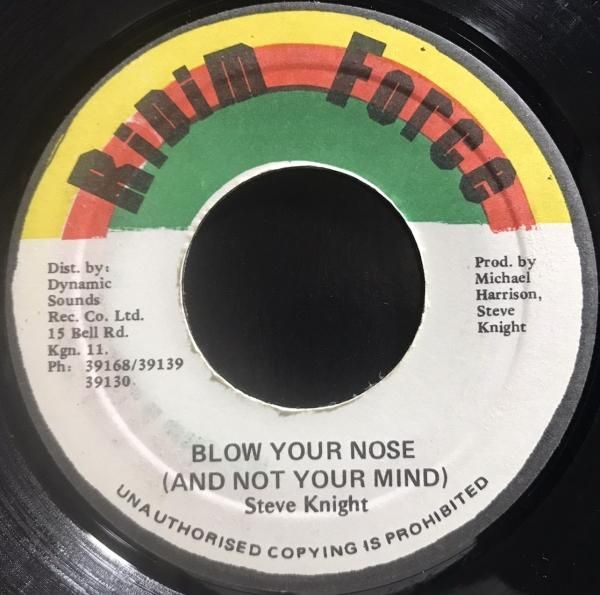 RiDiM Force
Dist. by:
Dynamic
Sounds
Rec. Co. Ltd.
15 Bell Rd.
Kgn. 11.
Ph: 39168/39139
39130
Prod. by
Michael
Harrison,
Steve
Knight
BLOW YOUR NOSE
(AND NOT YOUR MIND)
Steve Knight
UNAUTHORISED COPYING IS PROHIBITED